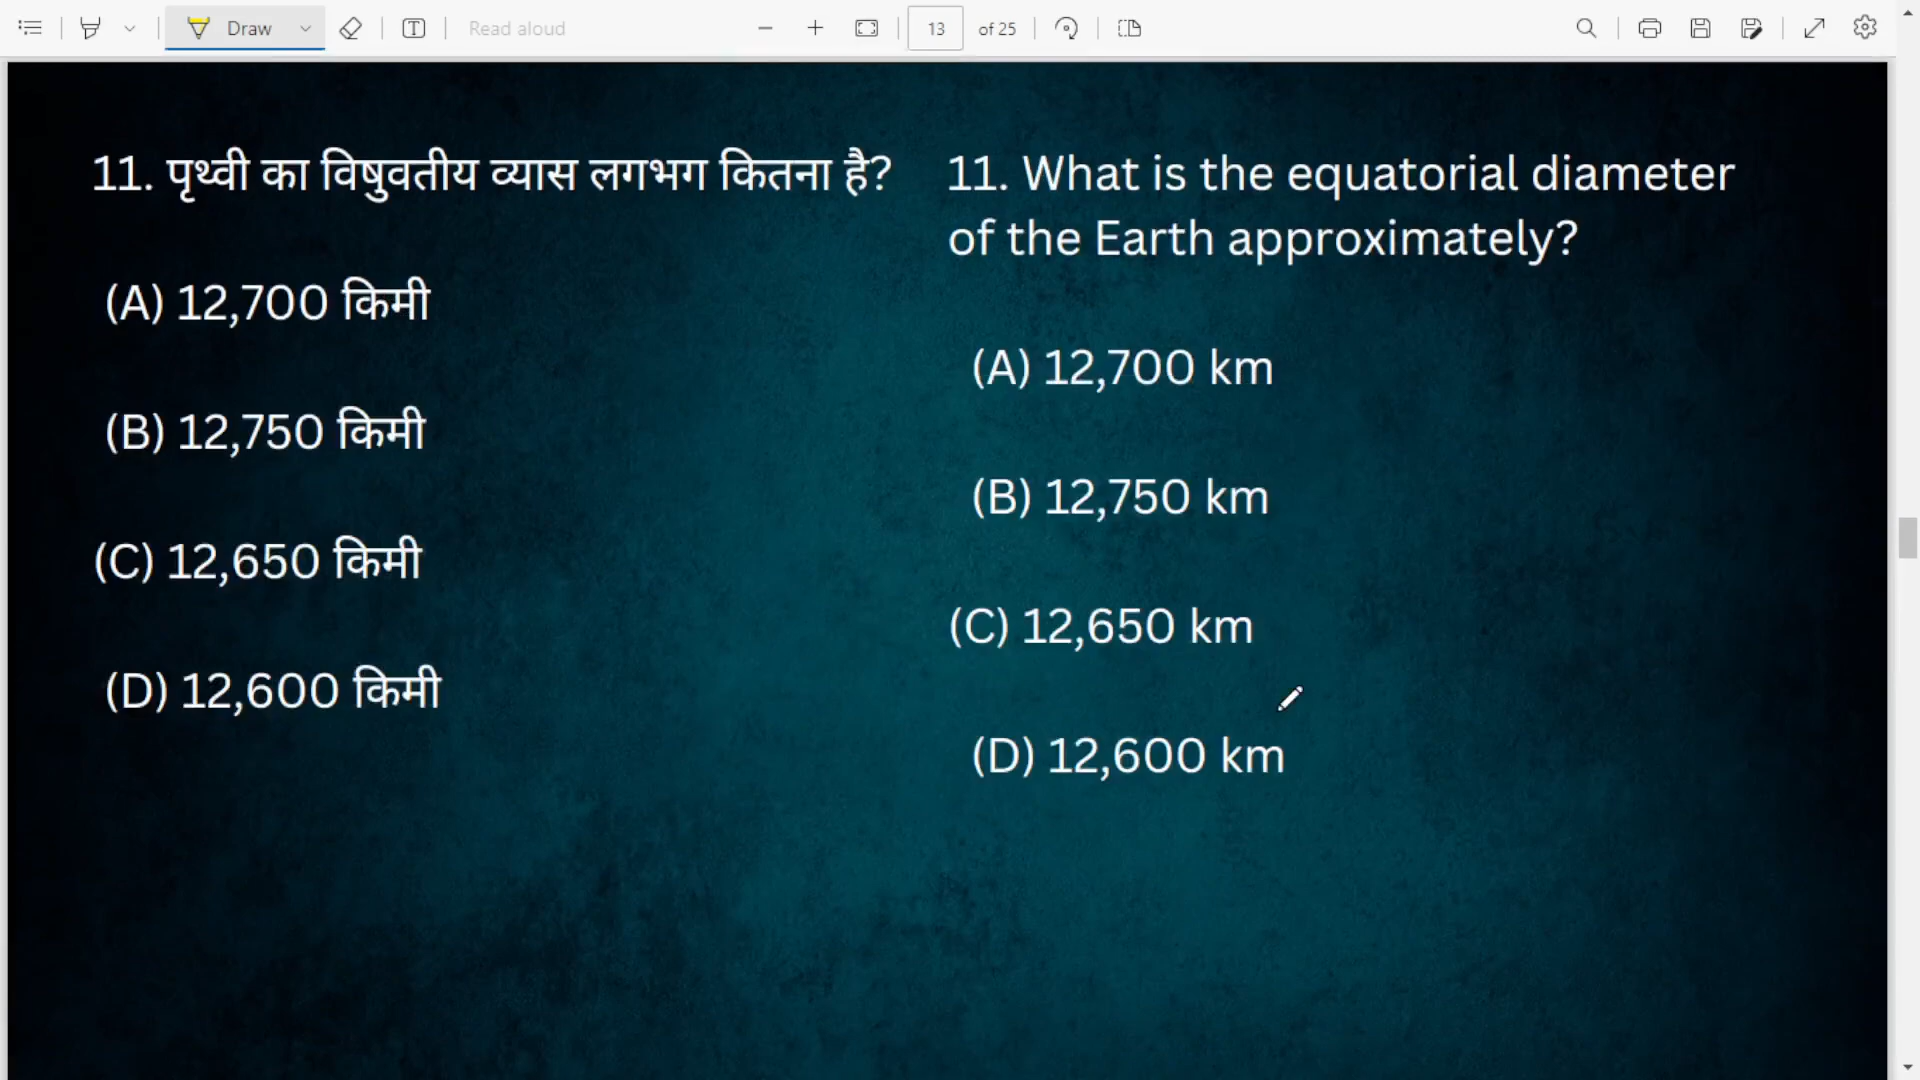 Draw
Read aloud
13
of 25
11. पृथ्वी का विषुवतीय व्यास लगभग कितना है?
(A) 12,700 किमी
(B) 12,750 किमी
(C) 12,650 किमी
(D) 12,600 किमी
11. What is the equatorial diameter
of the Earth approximately?
(A) 12,700 km
(B) 12,750 km
(C) 12,650 km
(D) 12,600 km